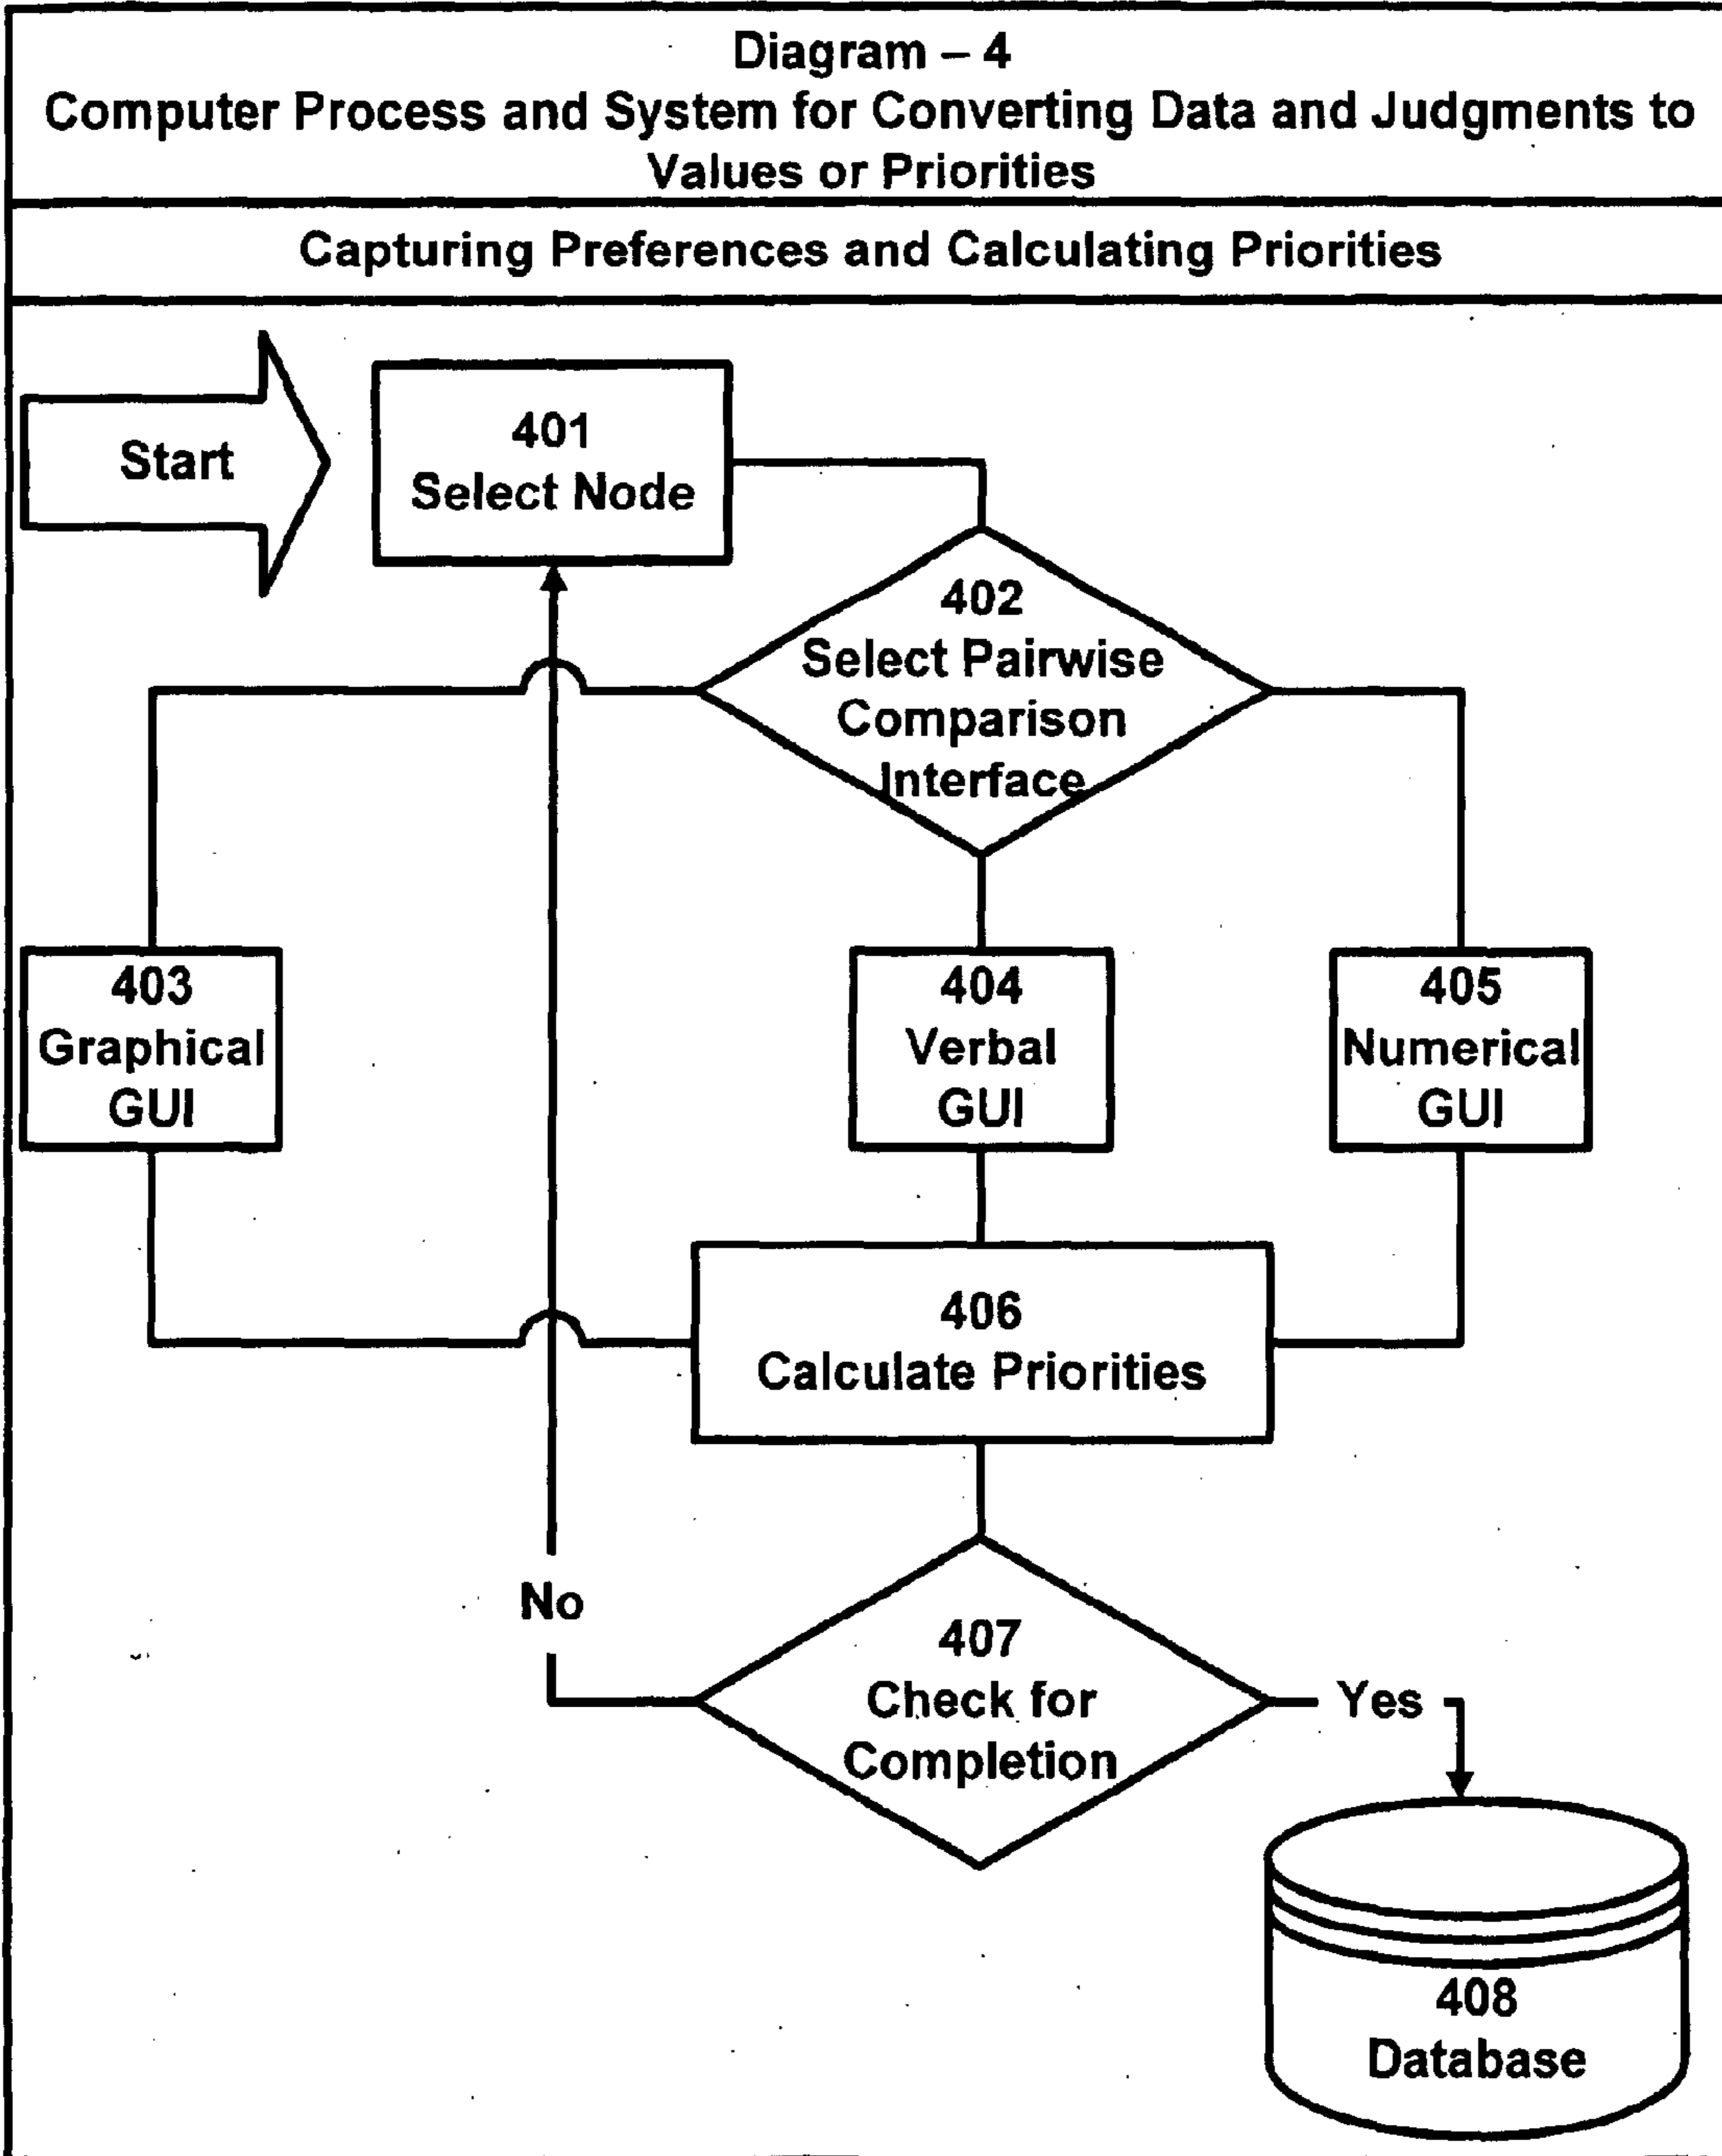 Diagram – 4
Computer Process and System for Converting Data and Judgments to
Values or Priorities
Capturing Preferences and Calculating Priorities
Start
401
Select Node
402
Select Pairwise
Comparison
Interface
403
Graphical
GUI
404
Verbal
GUI
405
Numerical
GUI
406
Calculate Priorities
No
407
Check for
Completion
Yes
408
Database